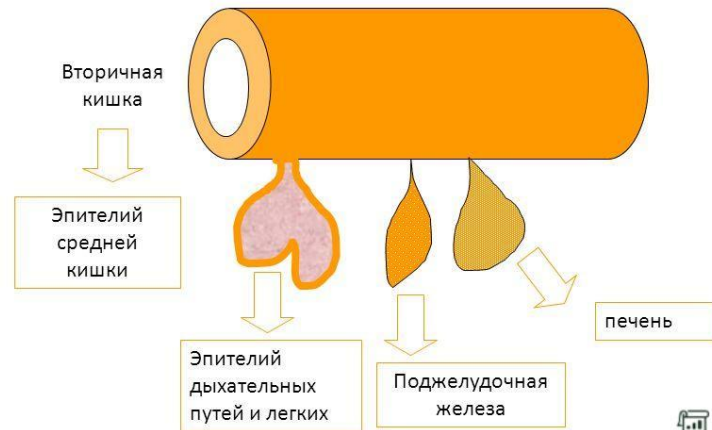 Вторичная
кишка
Эпителий
средней
кишки
Эпителий
дыхательных
путей и легких
Поджелудочная
железа
печень